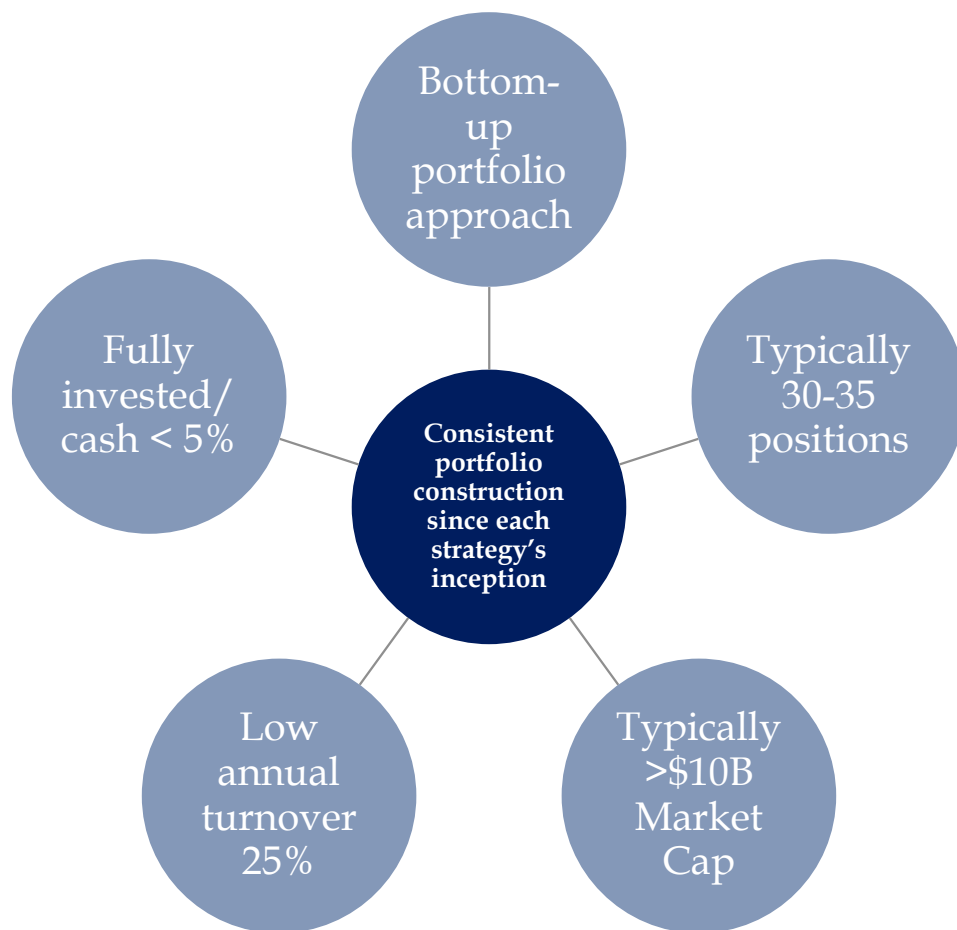 Bottom-
up
portfolio
approach
Fully
invested/
cash < 5%
Typically
30-35
positions
Consistent
portfolio
construction
since each
strategy’s
inception
Low
annual
turnover
25%
Typically
>$10B
Market
Cap